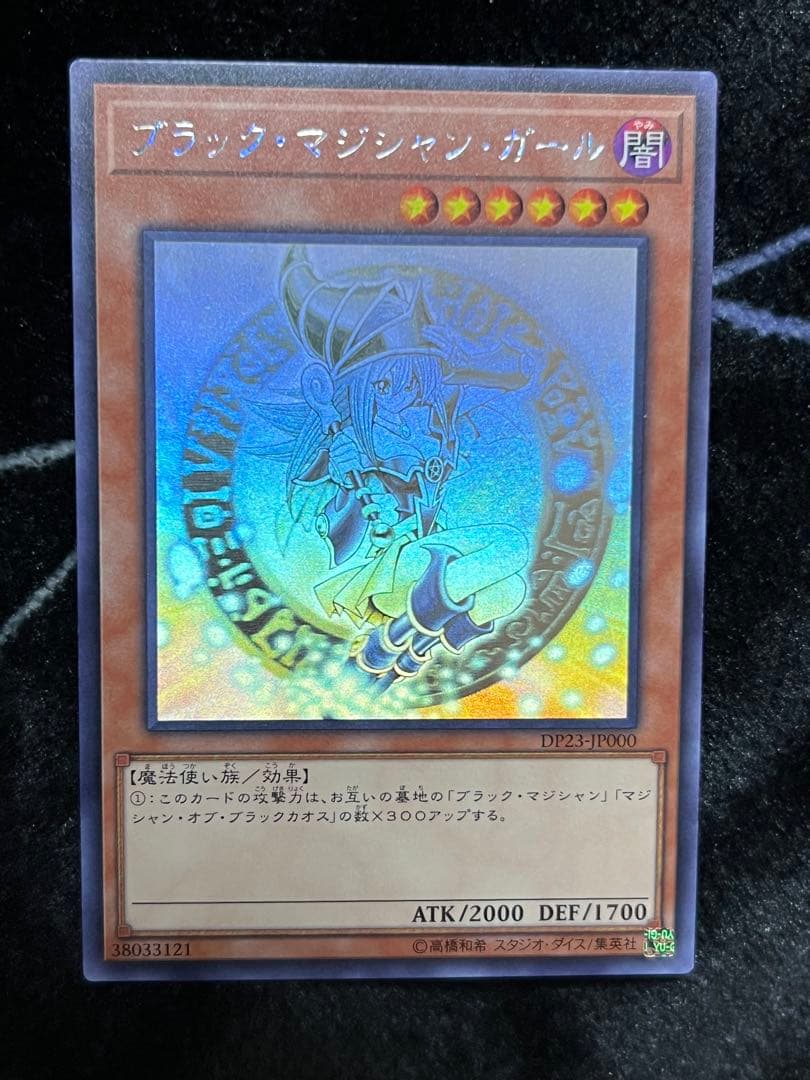 ブラック・マジシャン・ガール
やみ
闇
DP23-JP000
【魔法使い族／効果】
①：このカードの攻撃力は、お互いの墓地の「ブラック・マジシャン」「マジ
シャン・オブ・ブラックカオス」の数×３００アップする。
ATK/2000 DEF/1700
38033121
©高橋和希 スタジオ・ダイス/集英社